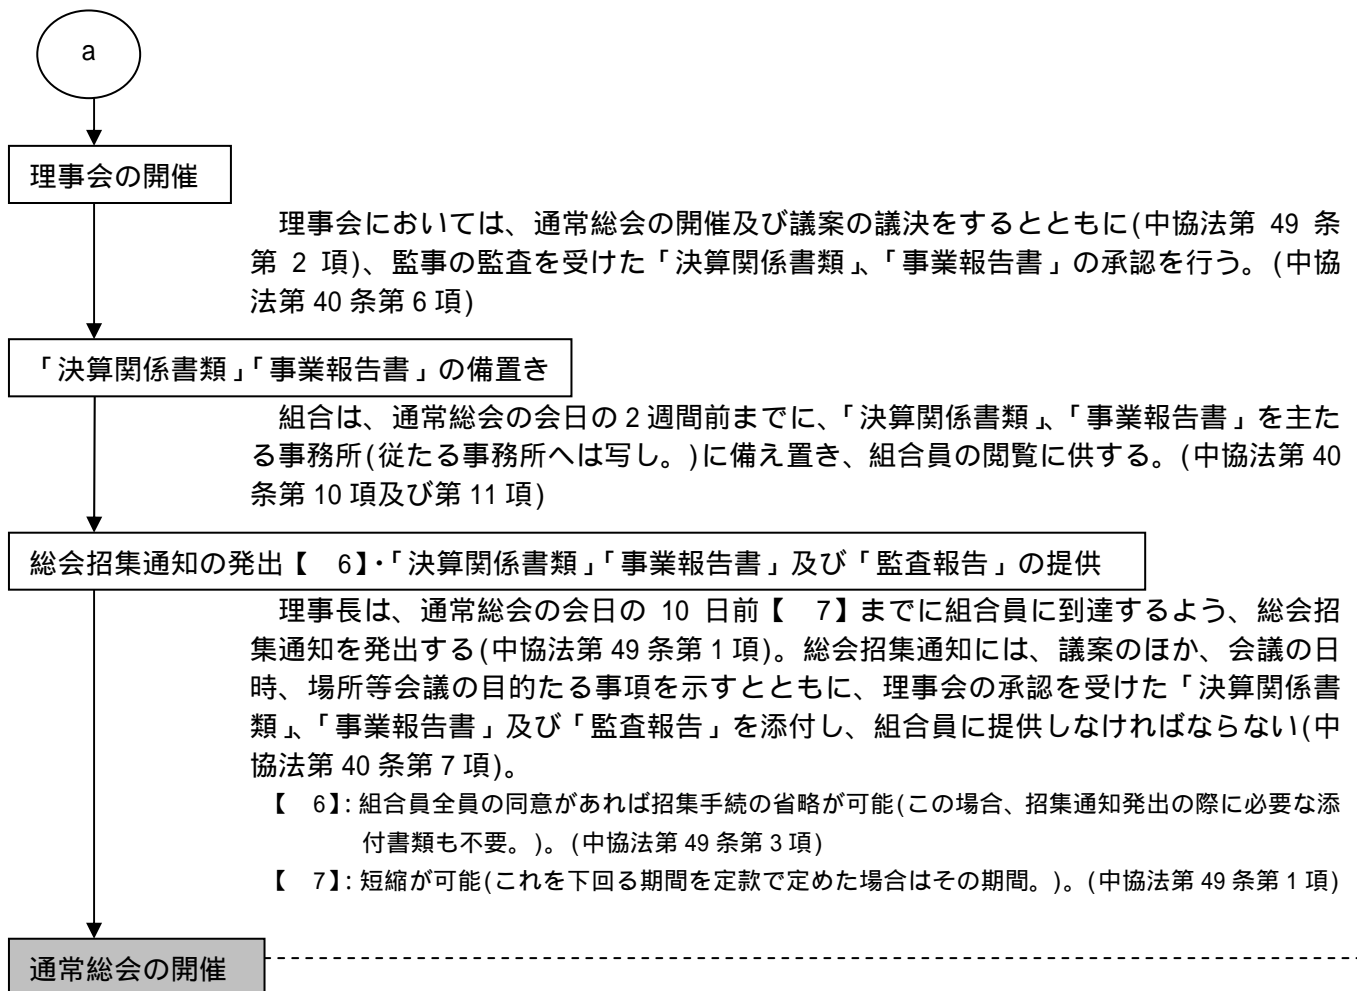 a
理事会の開催
理事会においては、通常総会の開催及び議案の議決をするとともに(中協法第 49 条
第 2 項)、監事の監査を受けた「決算関係書類」、「事業報告書」の承認を行う。(中協
法第 40 条第 6 項)
「決算関係書類」「事業報告書」の備置き
組合は、通常総会の会日の 2 週間前までに、「決算関係書類」、「事業報告書」を主た
る事務所(従たる事務所へは写し。)に備え置き、組合員の閲覧に供する。(中協法第 40
条第 10 項及び第 11 項)
総会招集通知の発出【 6】・「決算関係書類」「事業報告書」及び「監査報告」の提供
理事長は、通常総会の会日の 10 日前【 7】までに組合員に到達するよう、総会招
集通知を発出する(中協法第 49 条第 1 項)。総会招集通知には、議案のほか、会議の日
時、場所等会議の目的たる事項を示すとともに、理事会の承認を受けた「決算関係書
類」、「事業報告書」及び「監査報告」を添付し、組合員に提供しなければならない(中
協法第 40 条第 7 項)。
【 6】：組合員全員の同意があれば招集手続の省略が可能(この場合、招集通知発出の際に必要な添
付書類も不要。)。(中協法第 49 条第 3 項)
【 7】：短縮が可能(これを下回る期間を定款で定めた場合はその期間。)。(中協法第 49 条第 1 項)
通常総会の開催